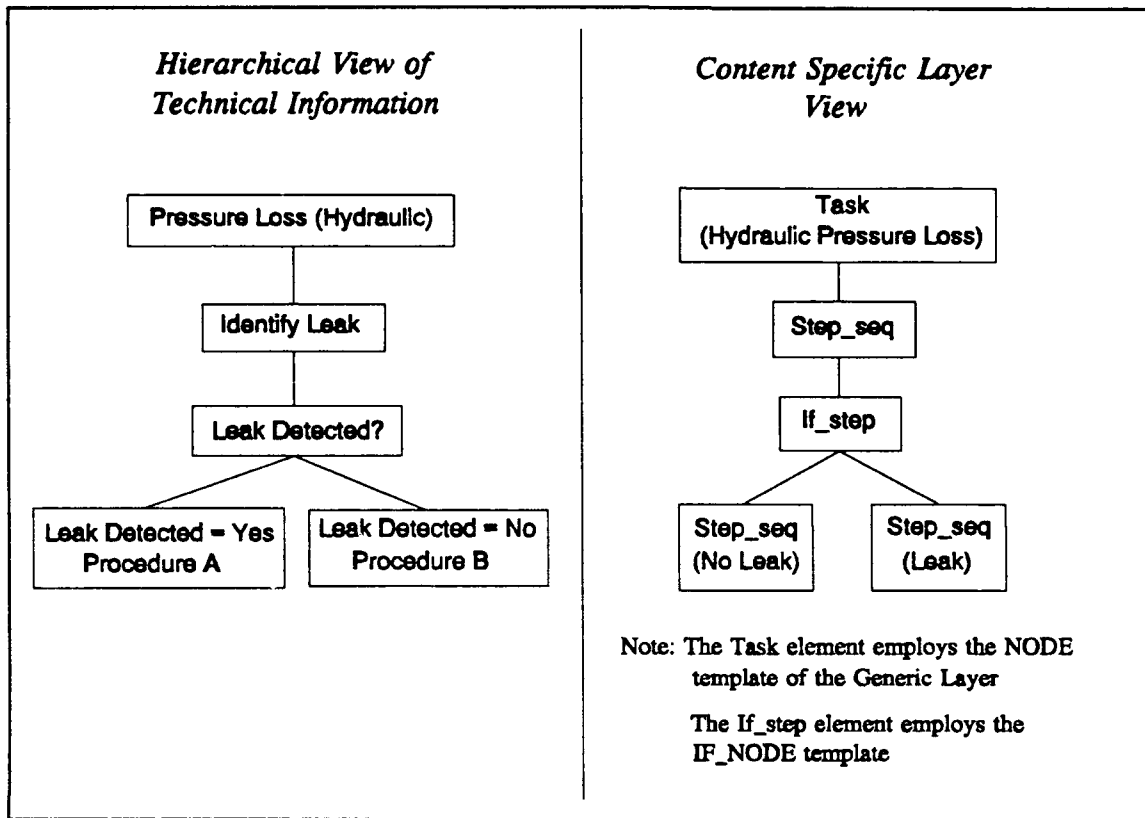 Hierarchical View of
Technical Information
Pressure Loss (Hydraulic)
Identify Leak
Leak Detected?
Leak Detected = Yes
Procedure A
Leak Detected = No
Procedure B
Content Specific Layer
View
Task
(Hydraulic Pressure Loss)
Step_seq
If_step
Step_seq
(No Leak)
Step_seq
(Leak)
Note: The Task element employs the NODE
template of the Generic Layer
The If_step element employs the
IF_NODE template